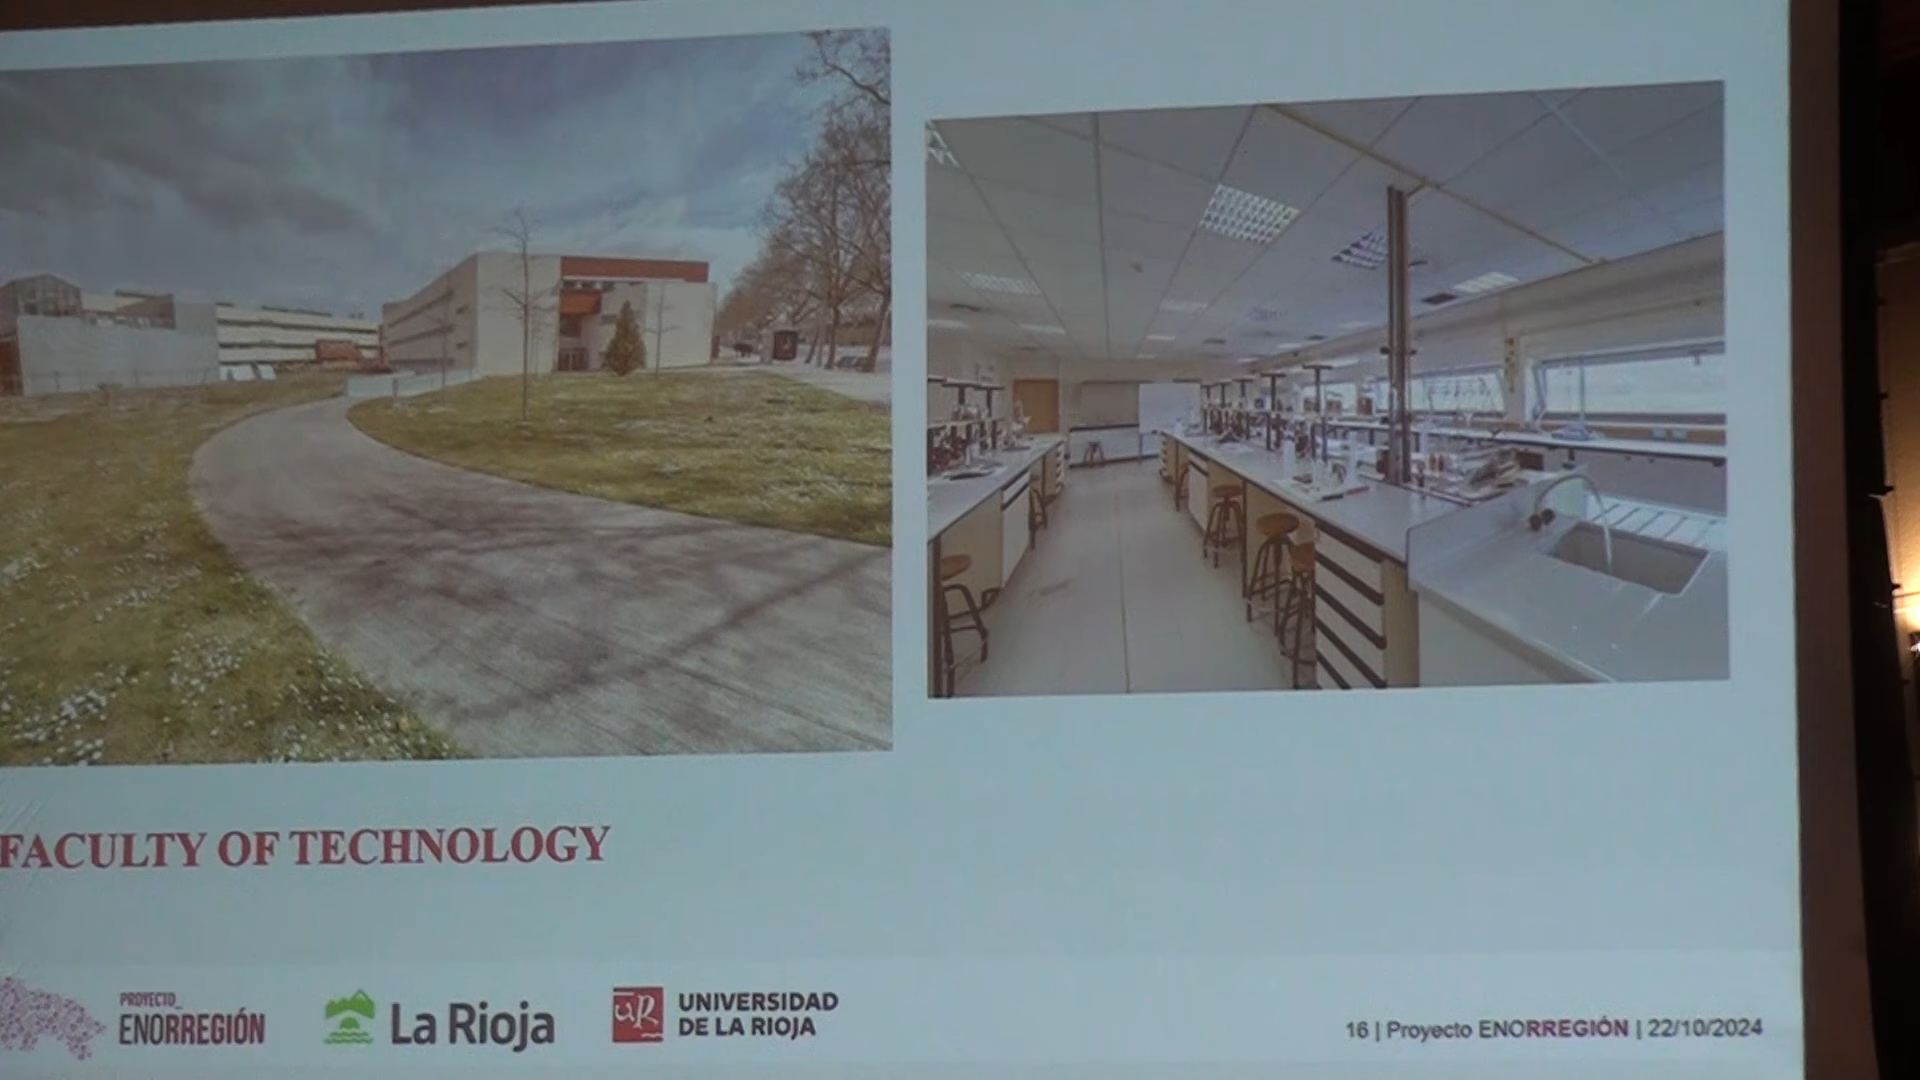 FACULTY OF TECHNOLOGY
PROYECTO_
ENORREGIÓN
La Rioja
UR
UNIVERSIDAD
DE LA RIOJA
16 | Proyecto ENORREGIÓN | 22/10/2024